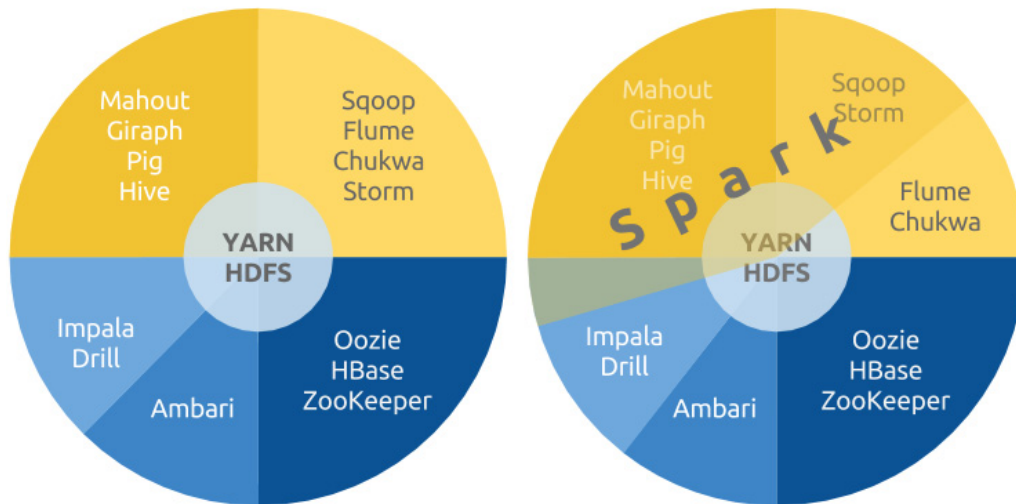 Mahout
Giraph
Pig
Hive
Sqoop
Flume
Chukwa
Storm
YARN
HDFS
Impala
Drill
Ambari
Oozie
HBase
ZooKeeper
Mahout
Giraph
Pig
Hive
Sqoop
Storm
Spark
Flume
Chukwa
YARN
HDFS
Impala
Drill
Ambari
Oozie
HBase
ZooKeeper